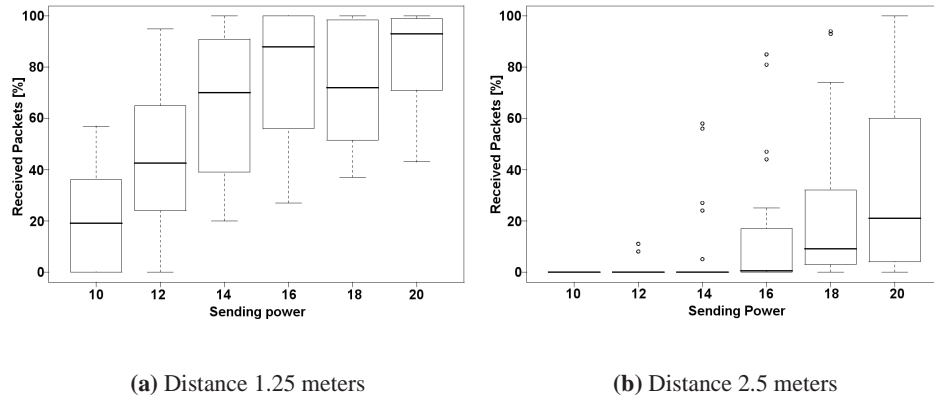 Received Packets [%]
100
80
60
40
20
0
10 12 14 16 18 20
Sending power
(a) Distance 1.25 meters
Received Packets [%]
100
80
60
40
20
0
10 12 14 16 18 20
Sending Power
(b) Distance 2.5 meters